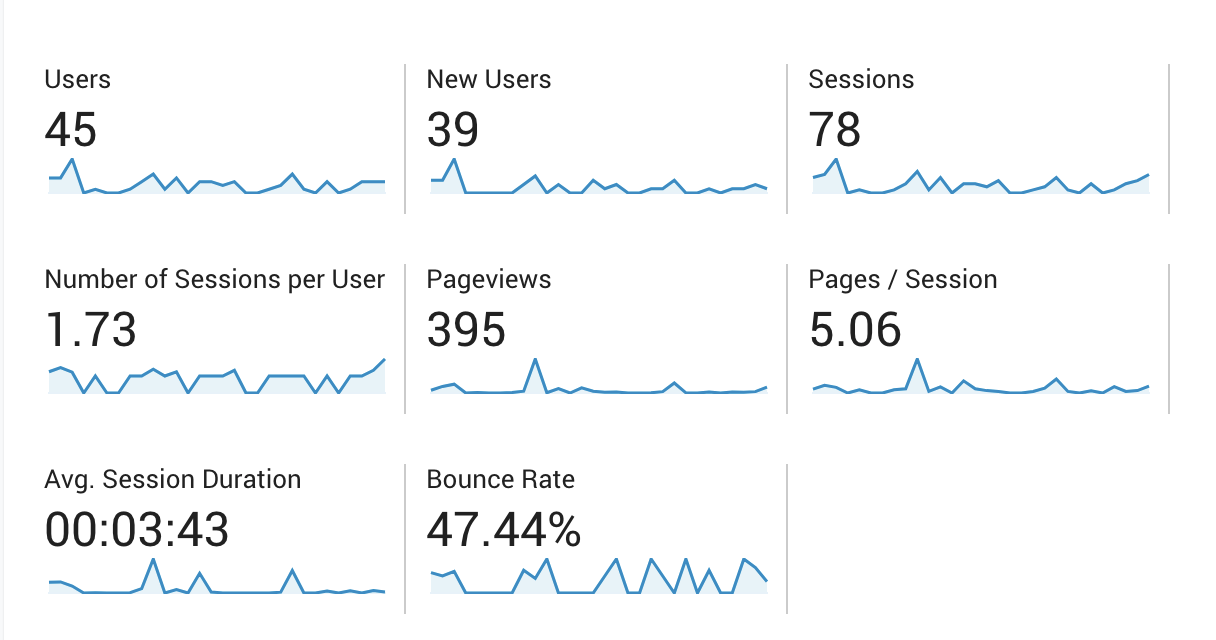 Users
New Users
Sessions
45
39
78
Number of Sessions per User
Pageviews
Pages / Session
1.73
395
5.06
Avg. Session Duration
Bounce Rate
00:03:43
47.44%